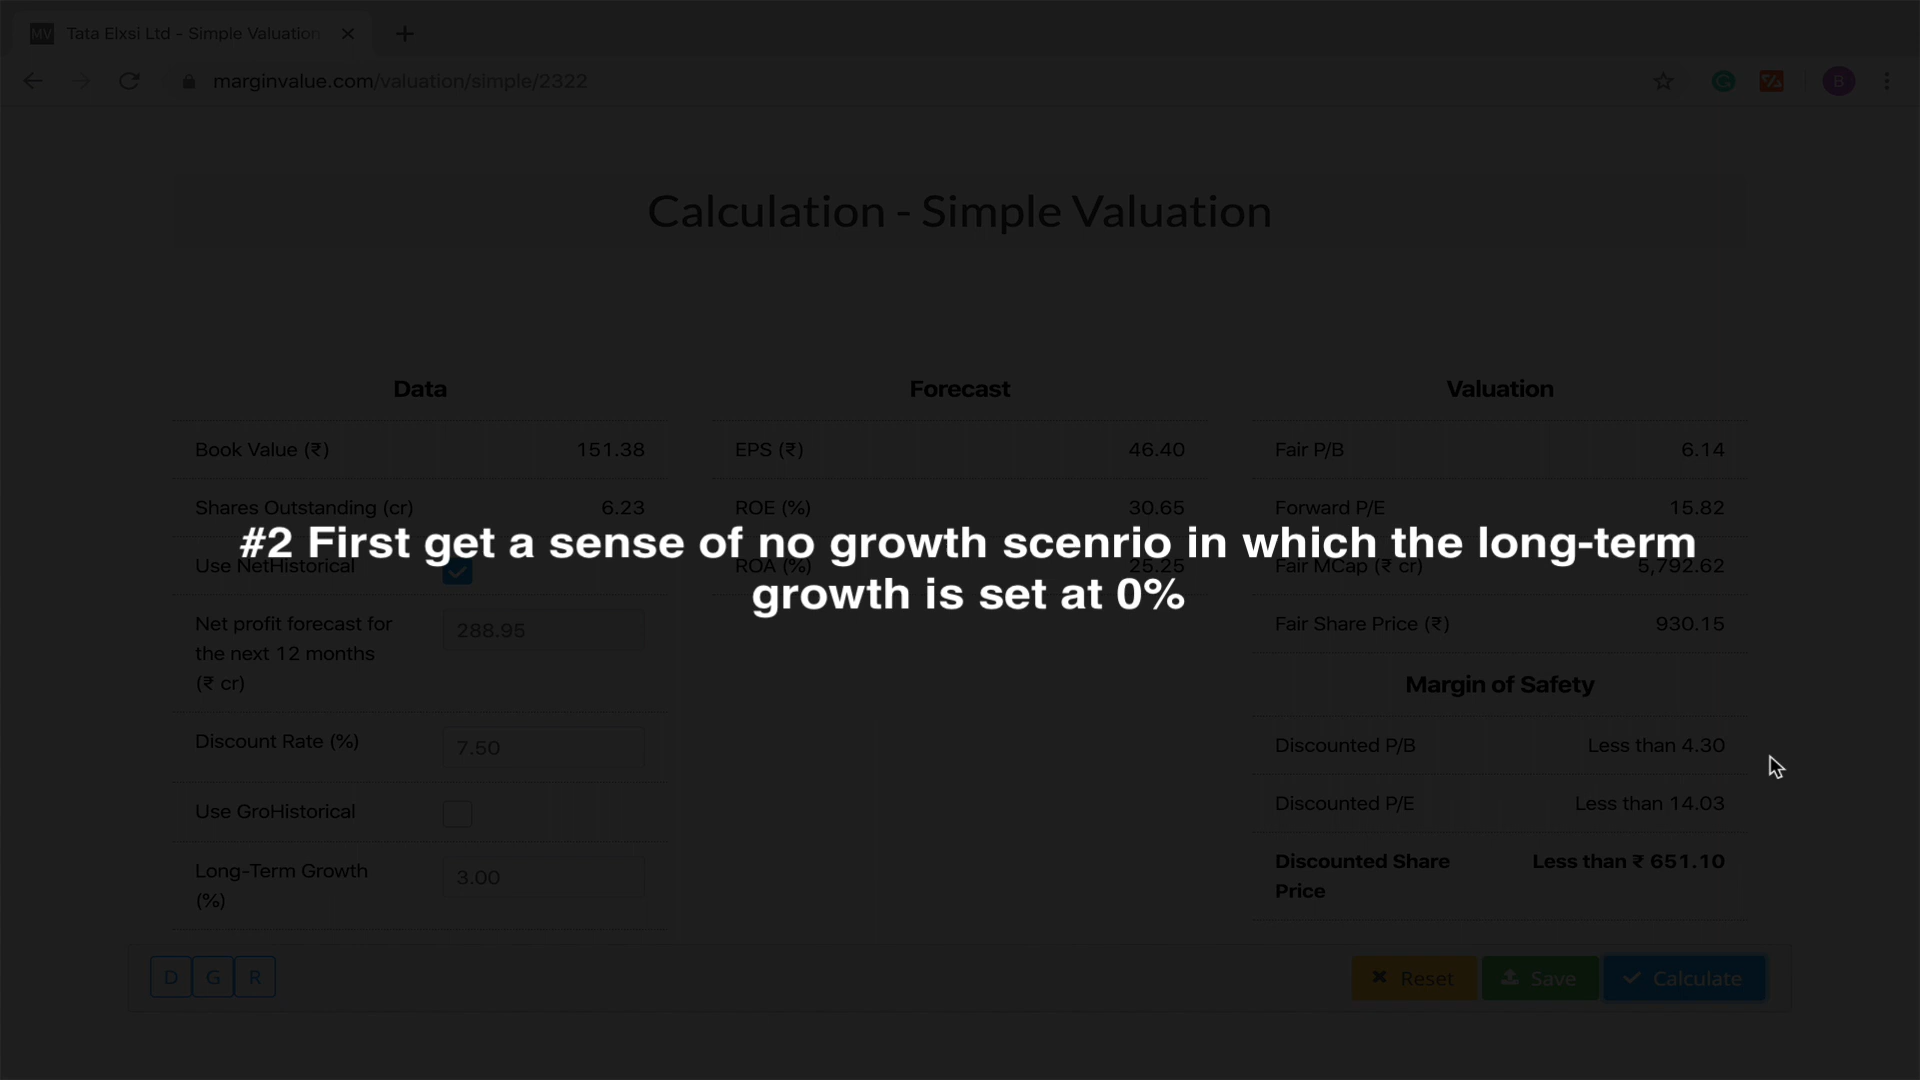 MV Tata Elxsi Ltd - Simple Valuation
marginvalue.com/valuation/simple/2322
B
Calculation - Simple Valuation
Data
Book Value (₹) 151.38
Shares Outstanding (cr) 6.23
Use NetHistorical
Net profit forecast for
the next 12 months
(₹ cr)
288.95
Discount Rate (%) 7.50
Use GroHistorical
Long-Term Growth
(%)
3.00
Forecast
EPS (₹) 46.40
ROE (%) 30.65
ROA (%) 25.25
Valuation
Fair P/B 6.14
Forward P/E 15.82
Fair MCap (₹ cr) 5,792.62
Fair Share Price (₹) 930.15
Margin of Safety
Discounted P/B Less than 4.30
Discounted P/E Less than 14.03
Discounted Share
Price
Less than ₹ 651.10
#2 First get a sense of no growth scenrio in which the long-term
growth is set at 0%
D G R
Reset Save Calculate